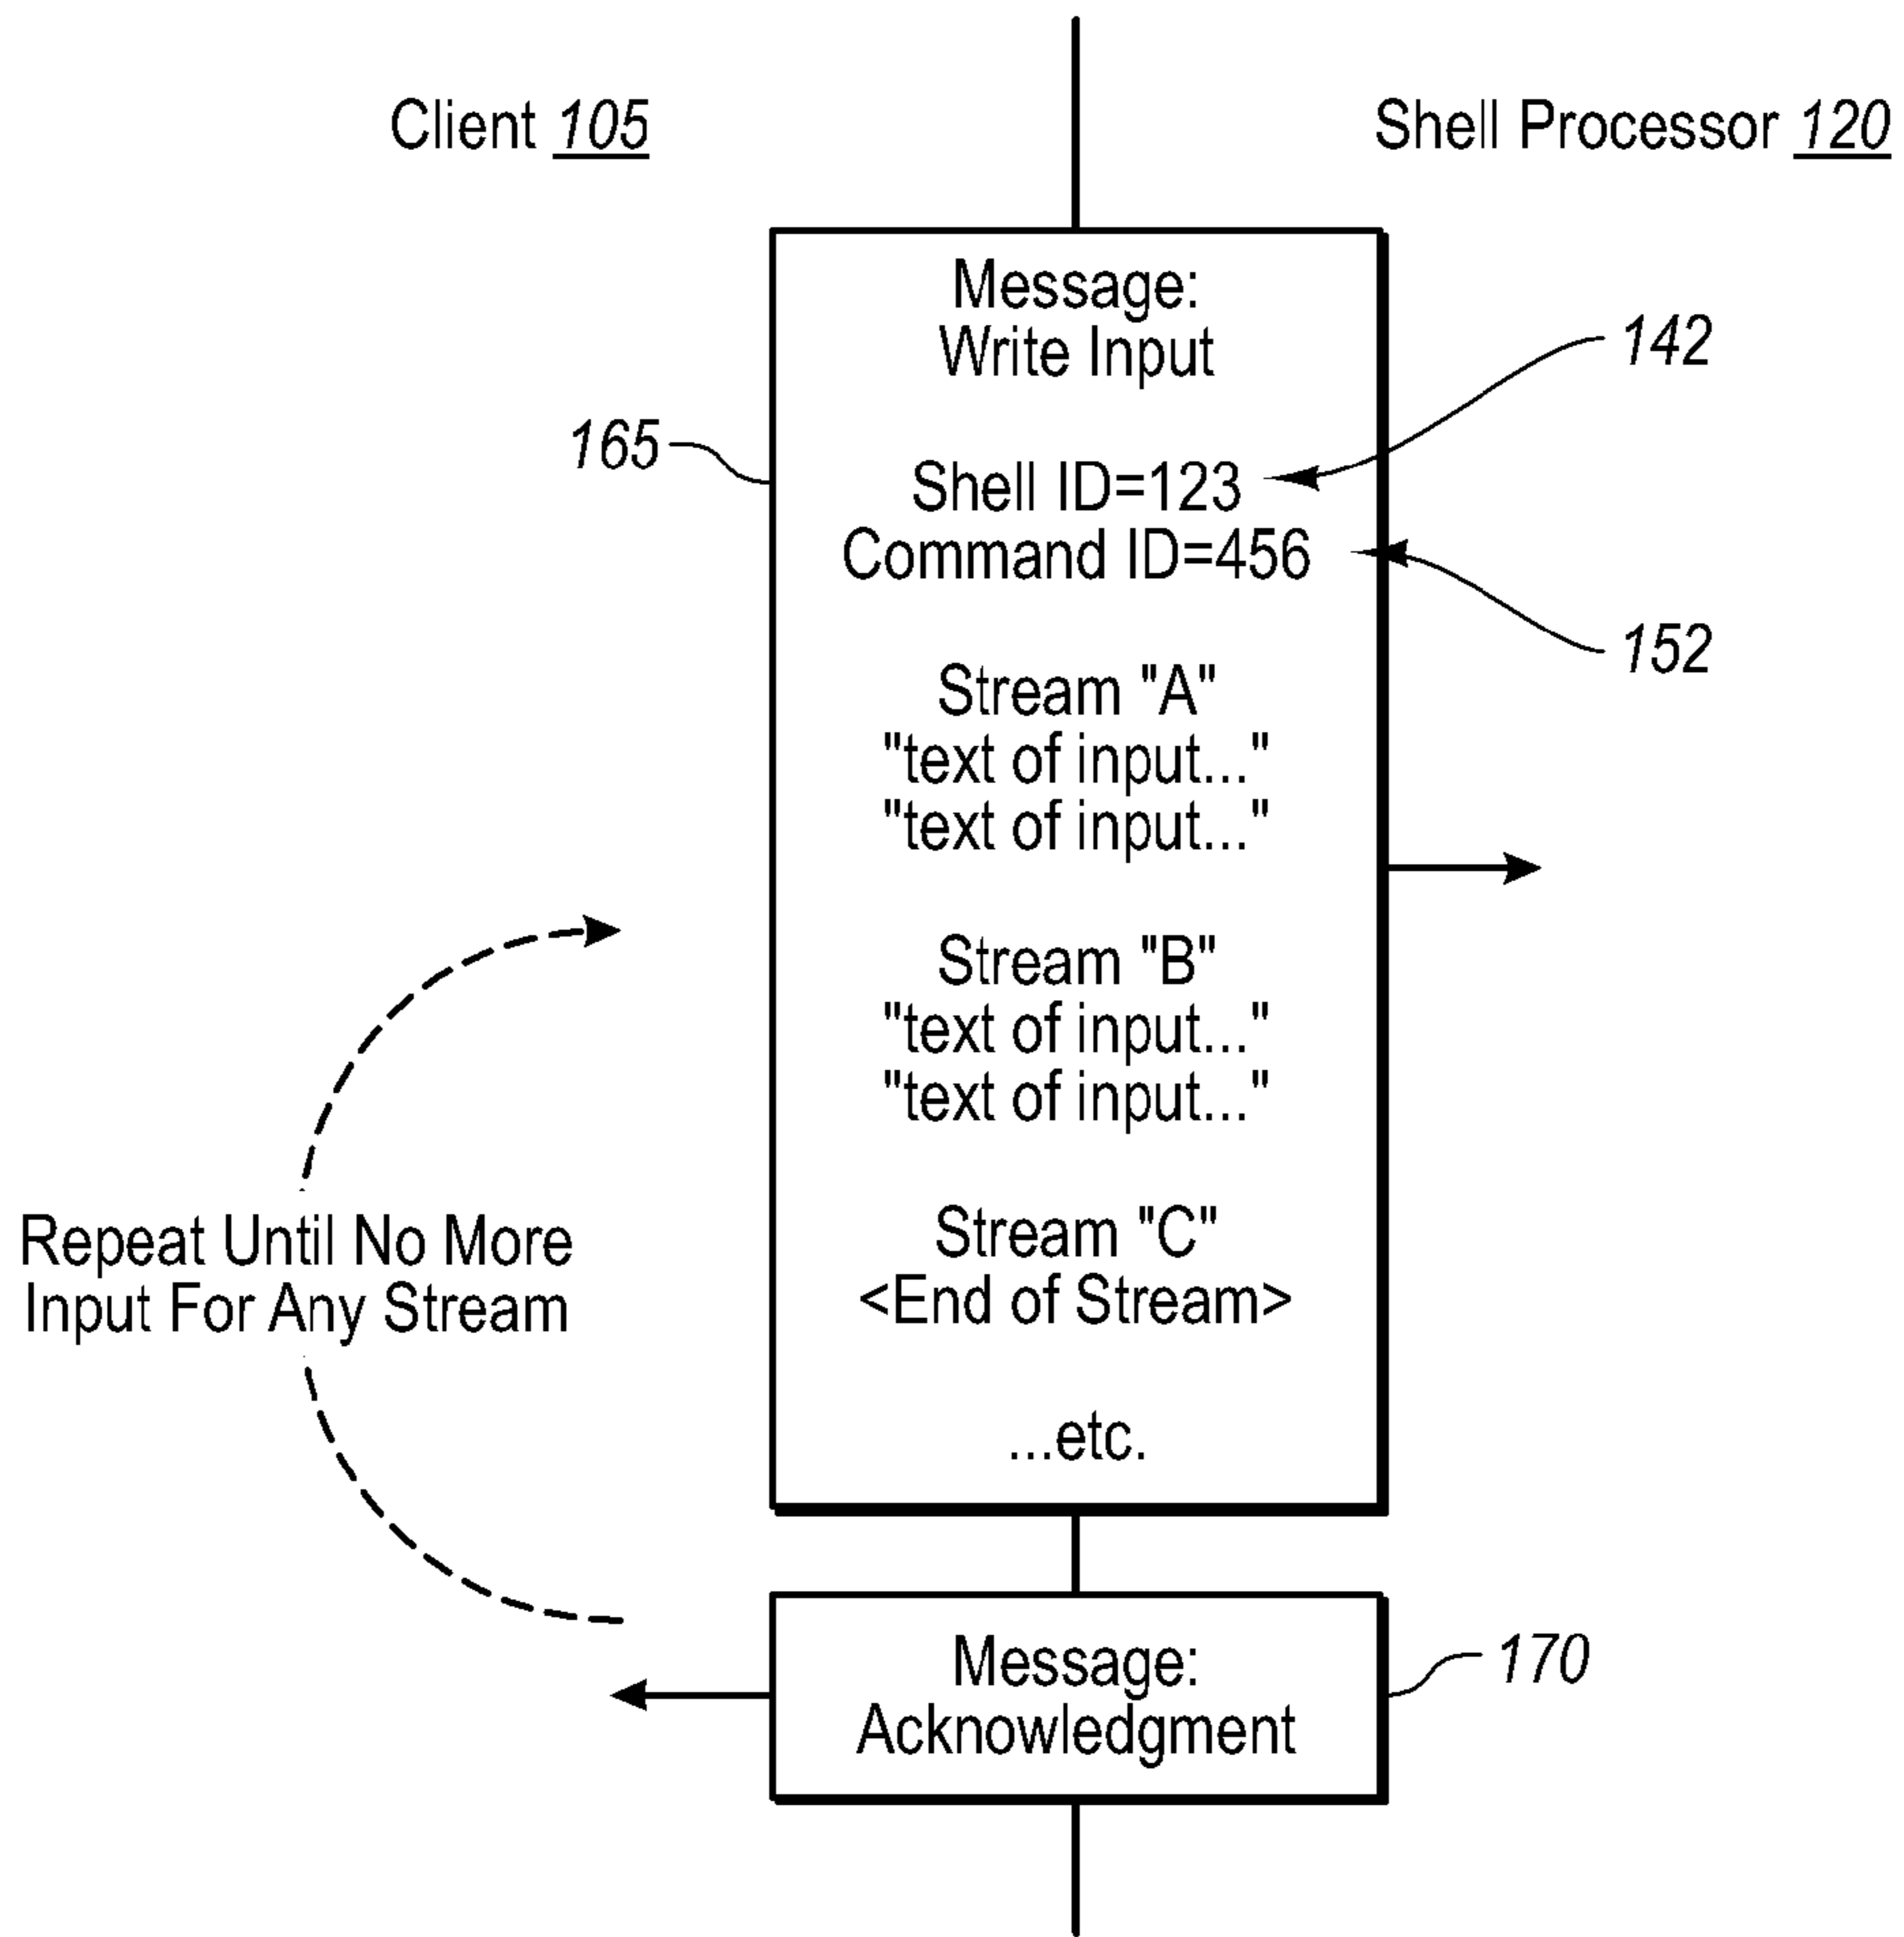 Client 105
Shell Processor 120
Message:
Write Input
142
165
Shell ID=123
Command ID=456
152
Stream "A"
"text of input..."
"text of input..."
Stream "B"
"text of input..."
"text of input..."
Repeat Until No More
Input For Any Stream
Stream "C"
<End of Stream>
...etc.
Message:
Acknowledgment
170